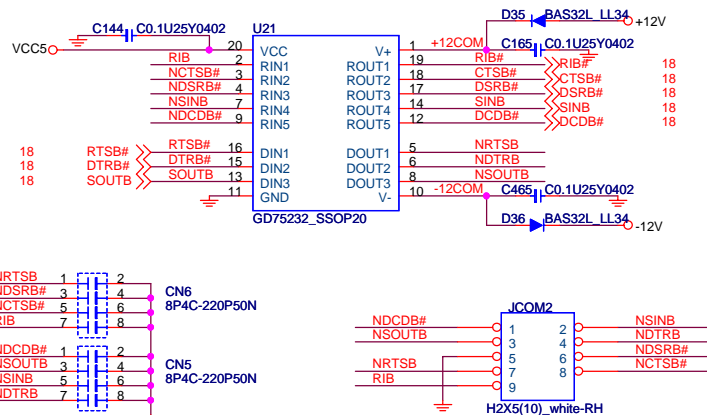 C144 C0.1U25Y0402 U21 D35 BAS32L_LL34 +12V
VCC5 20 VCC V+ 1 +12COM C165 C0.1U25Y0402
RIB 2 RIN1 ROUT1 19 RIB# RIB# 18
NCTSB# 3 RIN2 ROUT2 18 CTSB# CTSB# 18
NDSRB# 4 RIN3 ROUT3 17 DSRB# DSRB# 18
NSINB 7 RIN4 ROUT4 14 SINB SINB 18
NDCDB# 9 RIN5 ROUT5 12 DCDB# DCDB# 18
18 RTSB# RTSB# 16 DIN1 DOUT1 5 NRTSB
18 DTRB# DTRB# 15 DIN2 DOUT2 6 NDTRB
18 SOUTB SOUTB 13 DIN3 DOUT3 8 NSOUTB
11 GND V- 10 -12COM C465 C0.1U25Y0402
GD75232_SSOP20
D36 BAS32L_LL34 -12V
NRTSB 1 2
NDSRB# 3 4 CN6
NCTSB# 5 6 8P4C-220P50N
RIB 7 8
NDCDB# 1 2
NSOUTB 3 4 CN5
NSINB 5 6 8P4C-220P50N
NDTRB 7 8
JCOM2
NDCDB# 1 2 NSINB
NSOUTB 3 4 NDTRB
5 6 NDSRB#
NRTSB 7 8 NCTSB#
RIB 9
H2X5(10)_white-RH